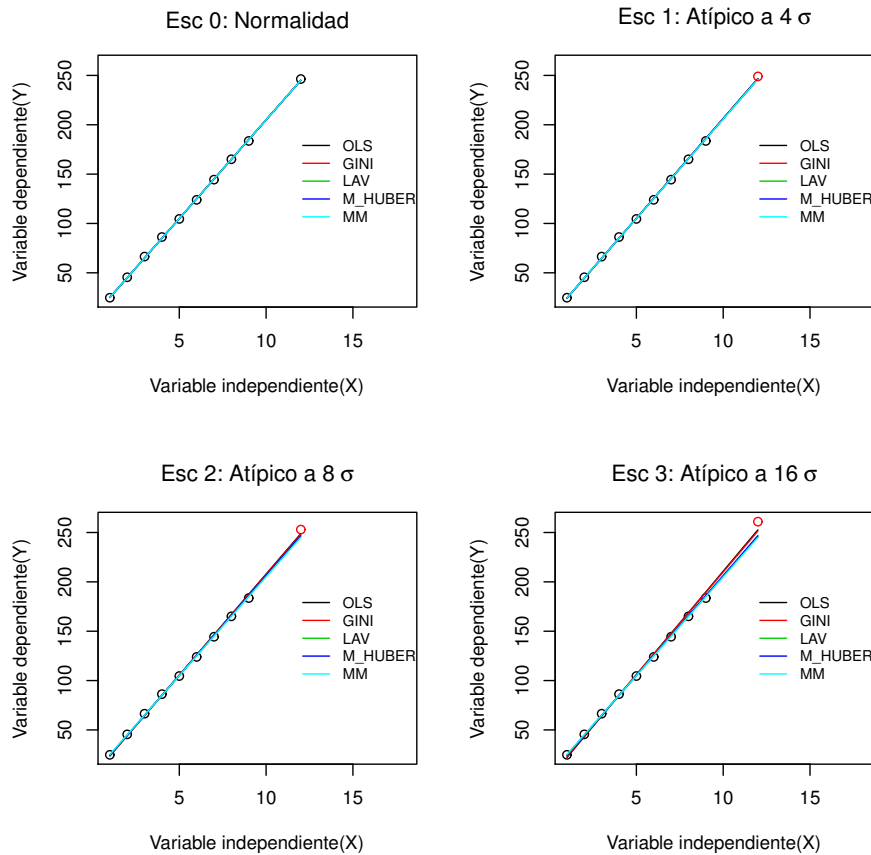 Esc 0: Normalidad
Variable dependiente(Y)
250
200
150
100
50
OLS
GINI
LAV
M_HUBER
MM
5 10 15
Variable independiente(X)
Esc 1: Atípico a 4 σ
Variable dependiente(Y)
250
200
150
100
50
OLS
GINI
LAV
M_HUBER
MM
5 10 15
Variable independiente(X)
Esc 2: Atípico a 8 σ
Variable dependiente(Y)
250
200
150
100
50
OLS
GINI
LAV
M_HUBER
MM
5 10 15
Variable independiente(X)
Esc 3: Atípico a 16 σ
Variable dependiente(Y)
250
200
150
100
50
OLS
GINI
LAV
M_HUBER
MM
5 10 15
Variable independiente(X)